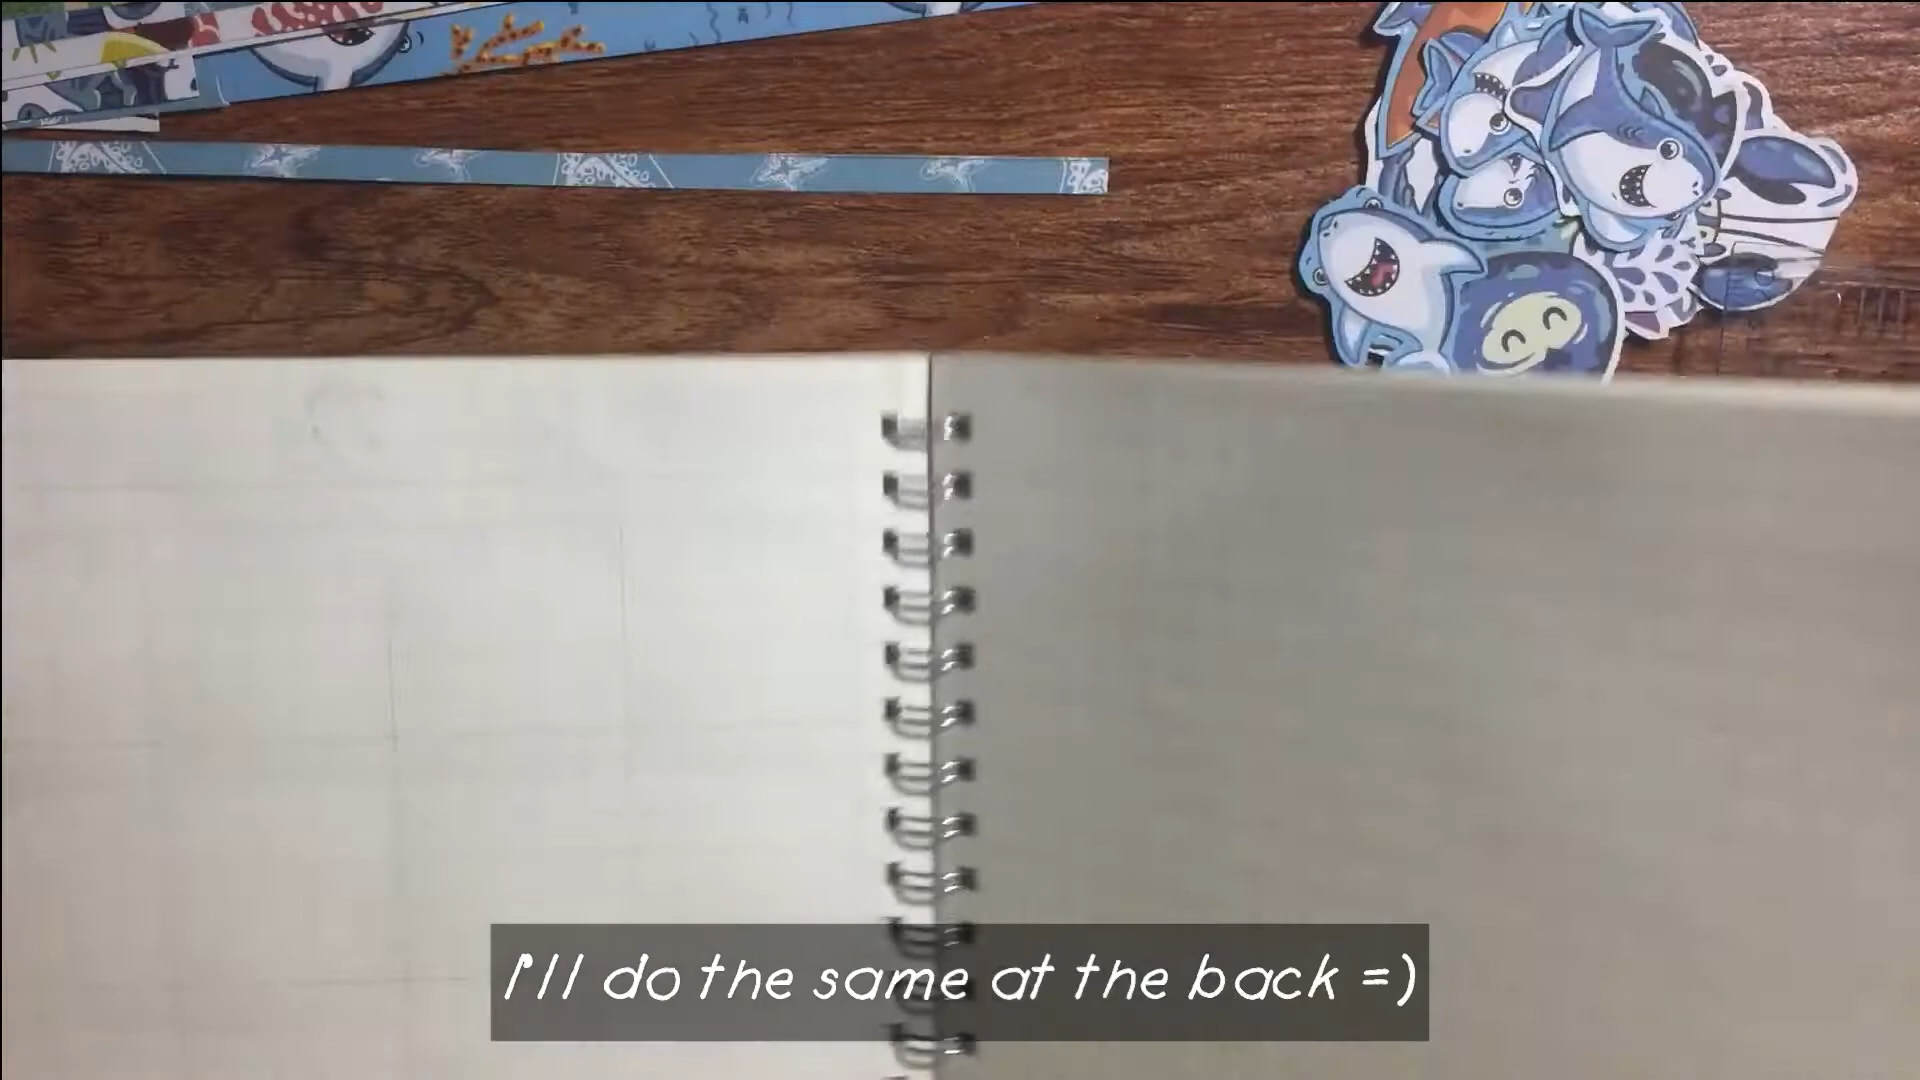 I'll do the same at the back =)